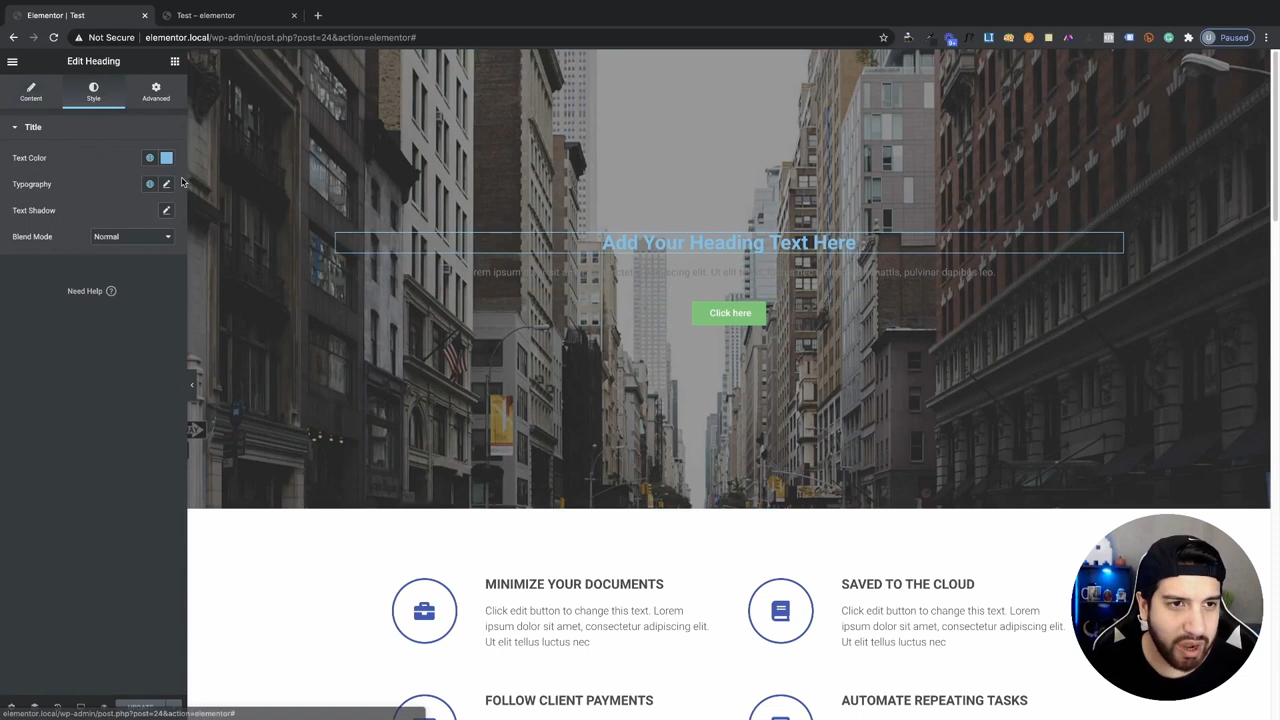 Elementor | Test
Test – elementor
Not Secure
elementor.local/wp-admin/post.php?post=24&action=elementor#
Paused
Edit Heading
Content
Style
Advanced
Title
Text Color
Typography
Text Shadow
Blend Mode
Normal
Need Help
Add Your Heading Text Here
Click here
MINIMIZE YOUR DOCUMENTS
Click edit button to change this text. Lorem
ipsum dolor sit amet, consectetur adipiscing elit.
Ut elit tellus luctus nec
SAVED TO THE CLOUD
Click edit button to change this text. Lorem
ipsum dolor sit amet, consectetur adipiscing elit.
Ut elit tellus luctus nec
FOLLOW CLIENT PAYMENTS
AUTOMATE REPEATING TASKS
UPDATE
elementor.local/wp-admin/post.php?post=24&action=elementor#